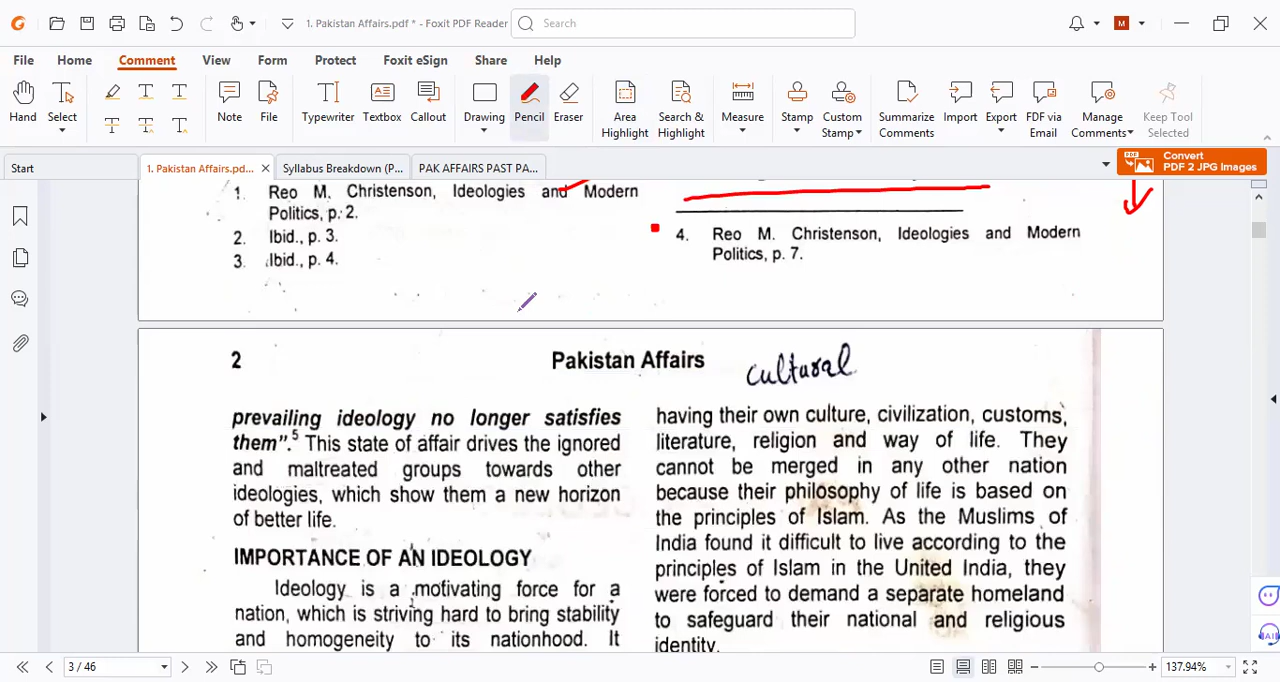 1. Pakistan Affairs.pdf * - Foxit PDF Reader
Search
M
File
Home
Comment
View
Form
Protect
Foxit eSign
Share
Help
Hand
Select
Note
File
Typewriter
Textbox
Callout
Drawing
Pencil
Eraser
Area Highlight
Search & Highlight
Measure
Stamp
Custom Stamp
Summarize Comments
Import
Export
FDF via Email
Manage Comments
Keep Tool Selected
Start
1. Pakistan Affairs.pd...
Syllabus Breakdown (P...
PAK AFFAIRS PAST PA...
Convert
PDF 2 JPG Images
1. Reo M. Christenson, Ideologies and Modern
Politics, p. 2.
2. Ibid., p. 3.
3. Ibid., p. 4.
4. Reo M. Christenson, Ideologies and Modern
Politics, p. 7.
2
Pakistan Affairs
cultural
prevailing ideology no longer satisfies
them".5 This state of affair drives the ignored
and maltreated groups towards other
ideologies, which show them a new horizon
of better life.
IMPORTANCE OF AN IDEOLOGY
Ideology is a motivating force for a
nation, which is striving hard to bring stability
and homogeneity to its nationhood. It
having their own culture, civilization, customs,
literature, religion and way of life. They
cannot be merged in any other nation
because their philosophy of life is based on
the principles of Islam. As the Muslims of
India found it difficult to live according to the
principles of Islam in the United India, they
were forced to demand a separate homeland
to safeguard their national and religious
identity.
3 / 46
137.94%